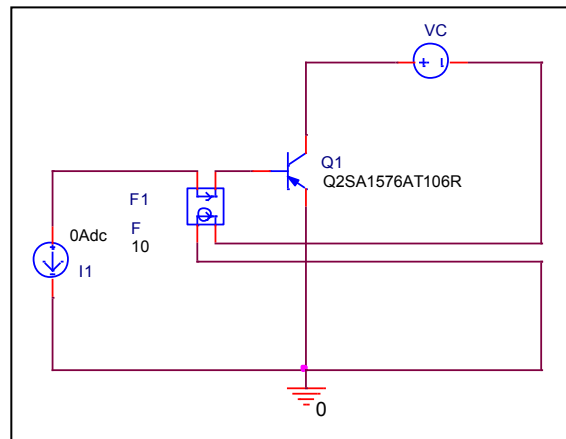 VC
+ -
Q1
Q2SA1576AT106R
F1
F
10
0Adc
I1
+
-
0